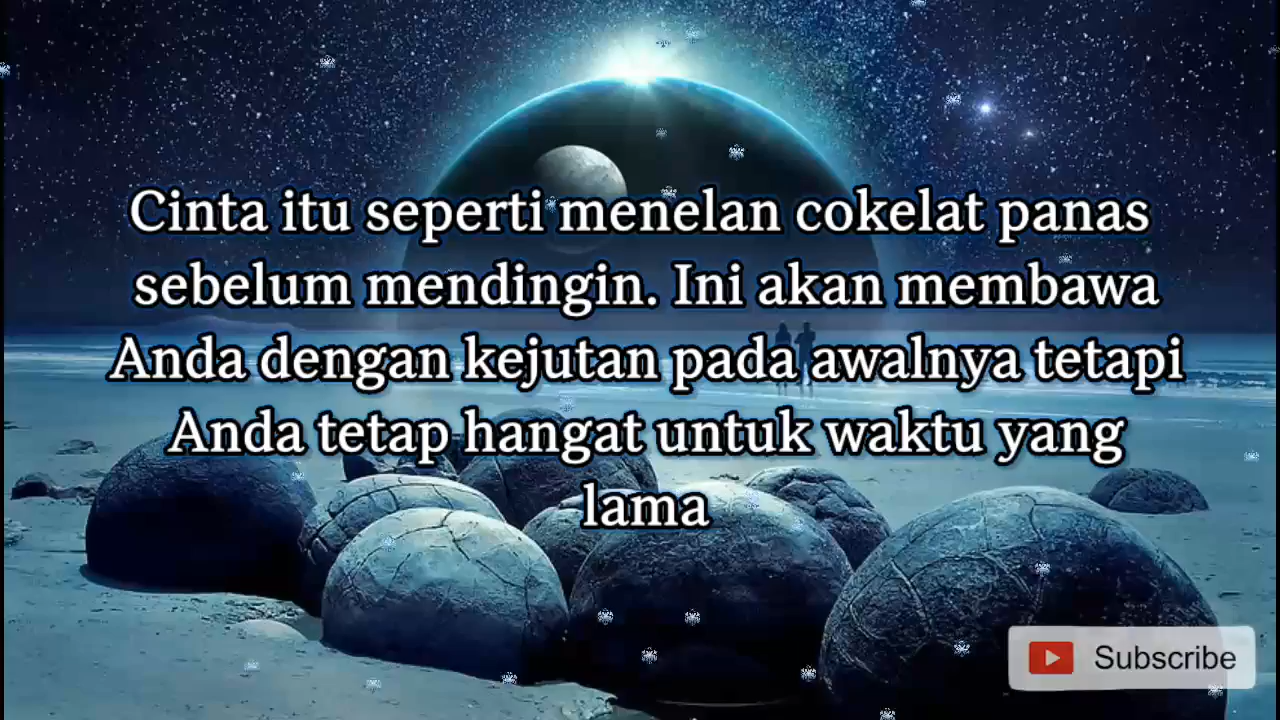 Cinta itu seperti menelan cokelat panas
sebelum mendingin. Ini akan membawa
Anda dengan kejutan pada awalnya tetapi
Anda tetap hangat untuk waktu yang
lama
Subscribe